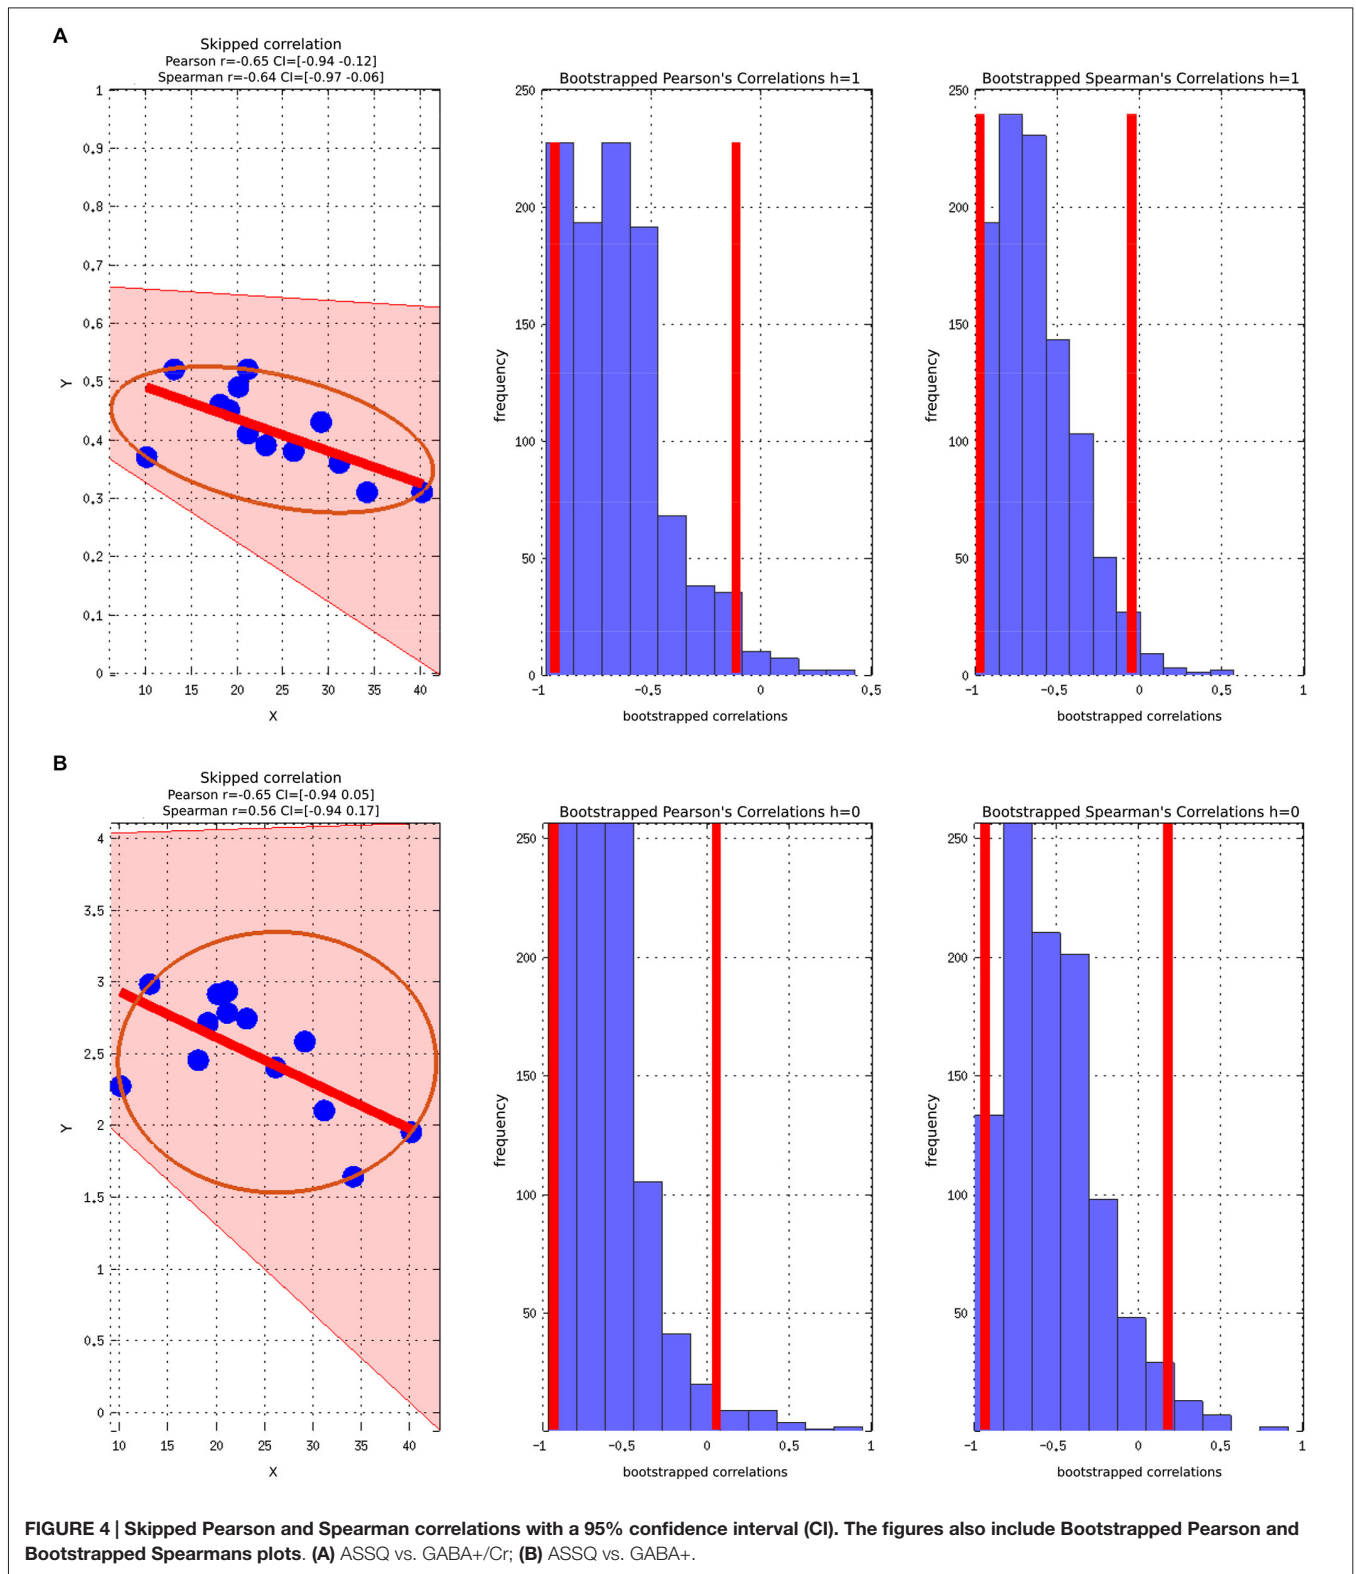 A
Skipped correlation
Pearson r=-0.65 CI=[-0.94 -0.12]
Spearman r=-0.64 CI=[-0.97 -0.06]
1
0.9
0.8
0.7
0.6
0.5
0.4
0.3
0.2
0.1
0
Y
10 15 20 25 30 35 40
X
Bootstrapped Pearson's Correlations h=1
250
200
150
100
50
0
frequency
-1 -0.5 0 0.5
bootstrapped correlations
Bootstrapped Spearman's Correlations h=1
250
200
150
100
50
0
frequency
-1 -0.5 0 0.5 1
bootstrapped correlations
B
Skipped correlation
Pearson r=-0.65 CI=[-0.94 0.05]
Spearman r=0.56 CI=[-0.94 0.17]
4
3.5
3
2.5
2
1.5
1
0.5
0
Y
10 15 20 25 30 35 40
X
Bootstrapped Pearson's Correlations h=0
250
200
150
100
50
frequency
-1 -0.5 0 0.5 1
bootstrapped correlations
Bootstrapped Spearman's Correlations h=0
250
200
150
100
50
frequency
-1 -0.5 0 0.5 1
bootstrapped correlations
FIGURE 4 | Skipped Pearson and Spearman correlations with a 95% confidence interval (CI). The figures also include Bootstrapped Pearson and
Bootstrapped Spearmans plots. (A) ASSQ vs. GABA+/Cr; (B) ASSQ vs. GABA+.